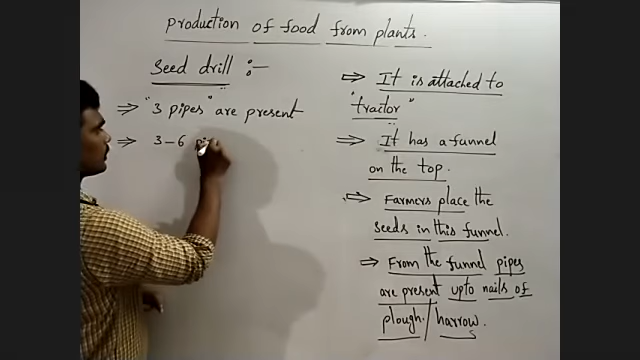 production of food from plants.
Seed drill :-
⇒ "3 pipes" are present
⇒ 3-6 pi
⇒ It is attached to
"tractor"
⇒ It has a funnel
on the top.
⇒ Farmers place the
seeds in this funnel.
⇒ From the funnel pipes
are present upto nails of
plough/harrow.